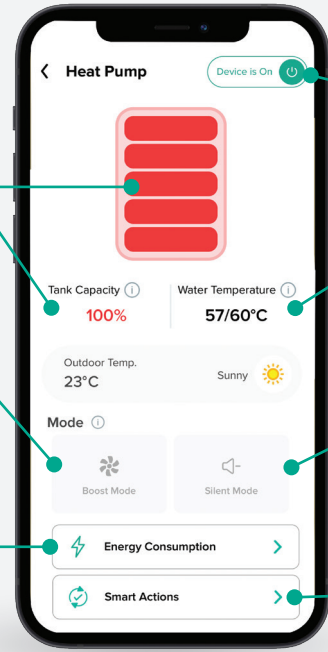 Heat Pump
Device is On
Tank Capacity
Water Temperature
100%
57/60°C
Outdoor Temp.
23°C
Sunny
Mode
Boost Mode
Silent Mode
Energy Consumption
Smart Actions